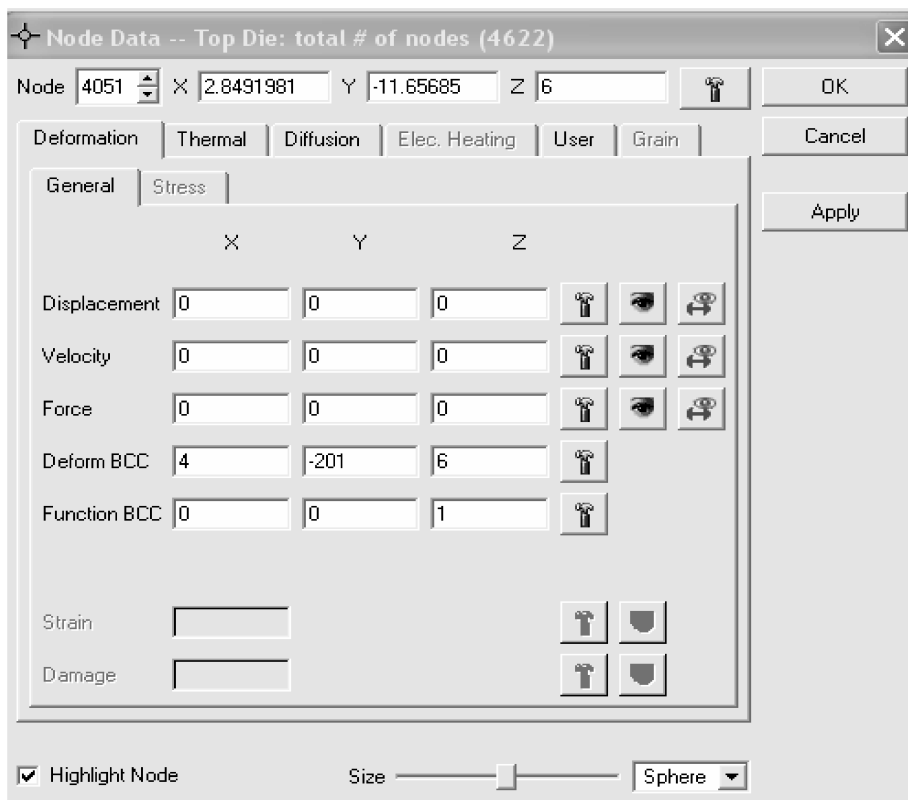 Node Data -- Top Die: total # of nodes (4622)
Node 4051 X 2.8491981 Y -11.65685 Z 6 OK
Deformation Thermal Diffusion Elec. Heating User Grain Cancel
General Stress
Apply
X Y Z
Displacement 0 0 0
Velocity 0 0 0
Force 0 0 0
Deform BCC 4 -201 6
Function BCC 0 0 1
Strain
Damage
Highlight Node Size Sphere